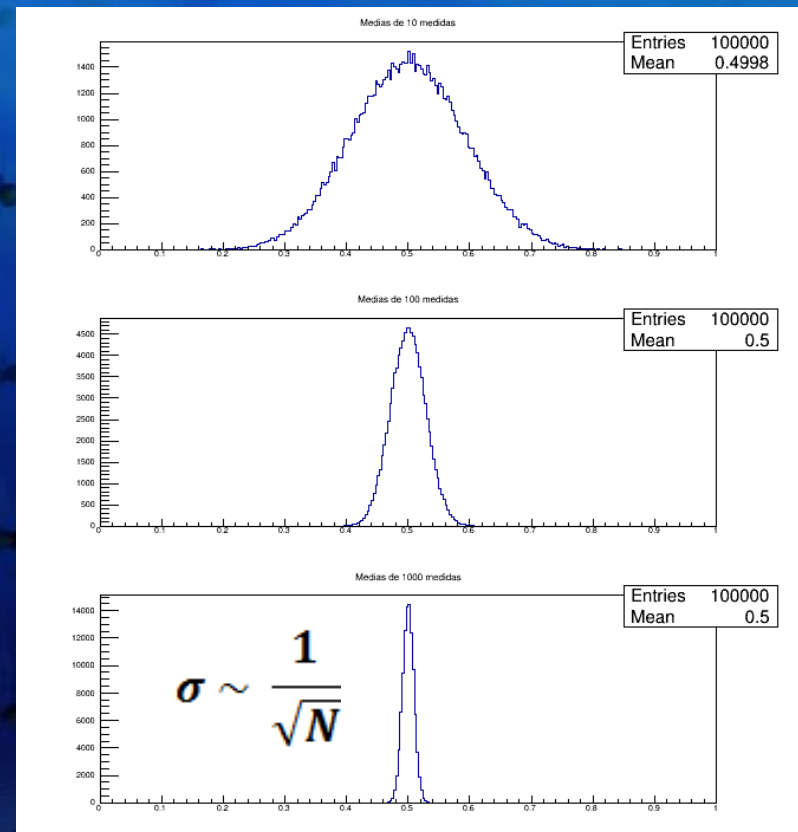 Medias de 10 medidas
Entries 100000
Mean 0.4998
1400
1200
1000
800
600
400
200
0
0 0.1 0.2 0.3 0.4 0.5 0.6 0.7 0.8 0.9 1
Medias de 100 medidas
Entries 100000
Mean 0.5
4500
4000
3500
3000
2500
2000
1500
1000
500
0
0 0.1 0.2 0.3 0.4 0.5 0.6 0.7 0.8 0.9 1
Medias de 1000 medidas
Entries 100000
Mean 0.5
14000
12000
10000
8000
6000
4000
2000
0
σ ~ 1/√N
0 0.1 0.2 0.3 0.4 0.5 0.6 0.7 0.8 0.9 1